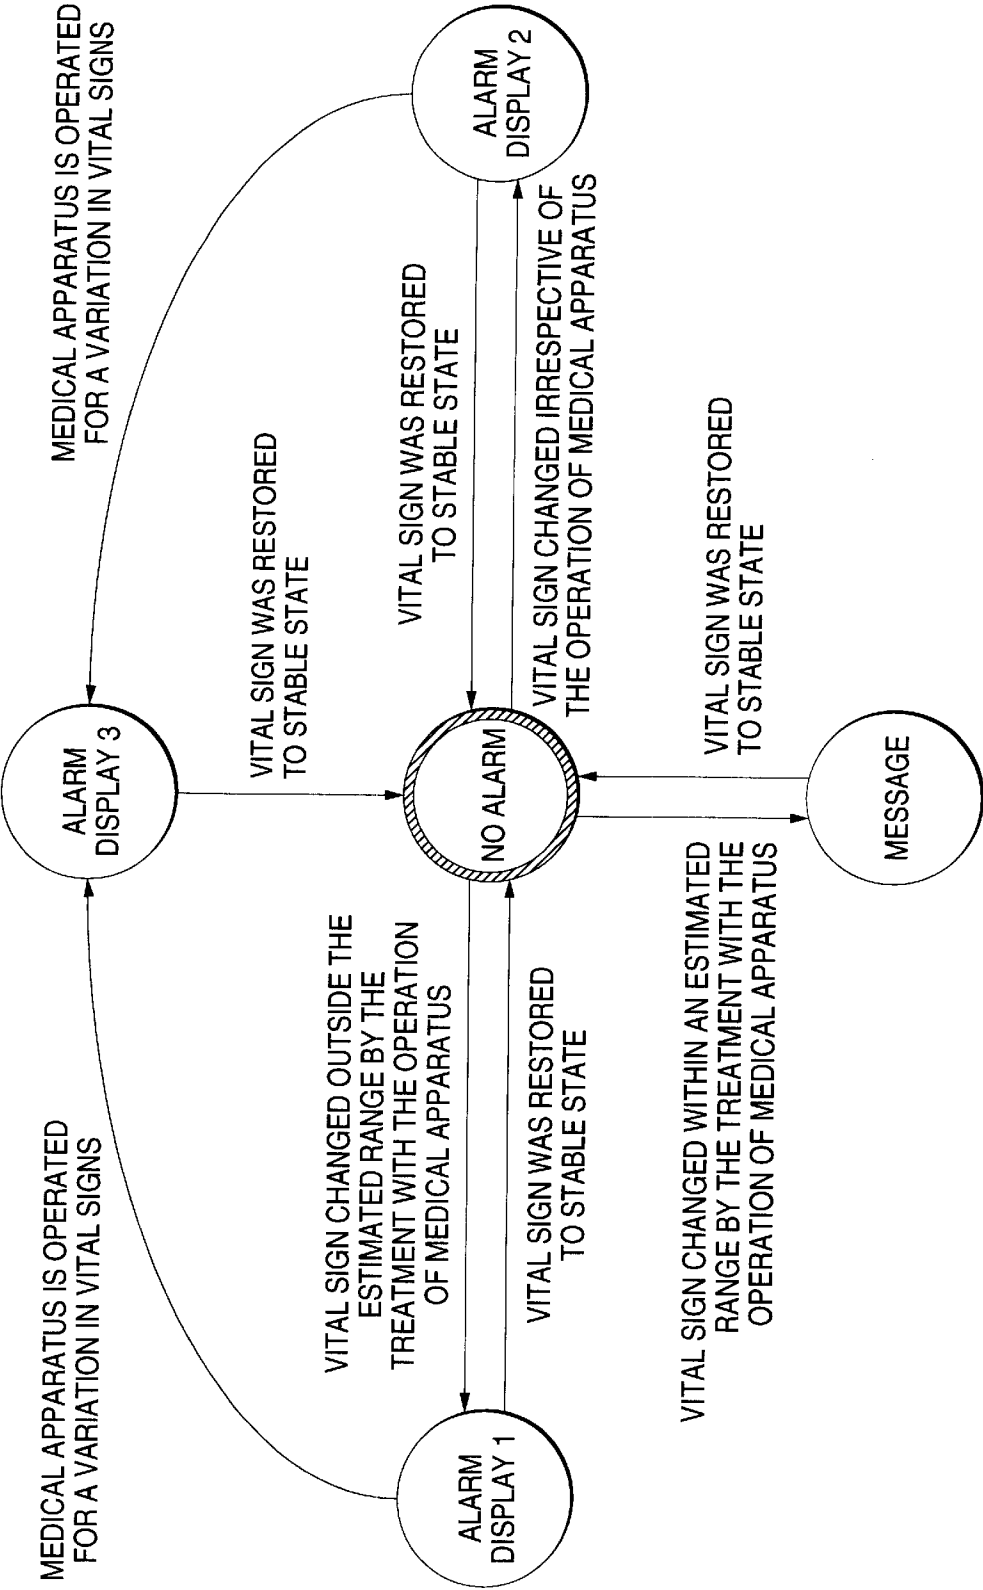 MEDICAL APPARATUS IS OPERATED
FOR A VARIATION IN VITAL SIGNS
MEDICAL APPARATUS IS OPERATED
FOR A VARIATION IN VITAL SIGNS
ALARM
DISPLAY 3
VITAL SIGN WAS RESTORED
TO STABLE STATE
VITAL SIGN CHANGED OUTSIDE THE
ESTIMATED RANGE BY THE
TREATMENT WITH THE OPERATION
OF MEDICAL APPARATUS
VITAL SIGN WAS RESTORED
TO STABLE STATE
ALARM
DISPLAY 1
NO ALARM
ALARM
DISPLAY 2
VITAL SIGN WAS RESTORED
TO STABLE STATE
VITAL SIGN CHANGED IRRESPECTIVE OF
THE OPERATION OF MEDICAL APPARATUS
VITAL SIGN CHANGED WITHIN AN ESTIMATED
RANGE BY THE TREATMENT WITH THE
OPERATION OF MEDICAL APPARATUS
VITAL SIGN WAS RESTORED
TO STABLE STATE
MESSAGE